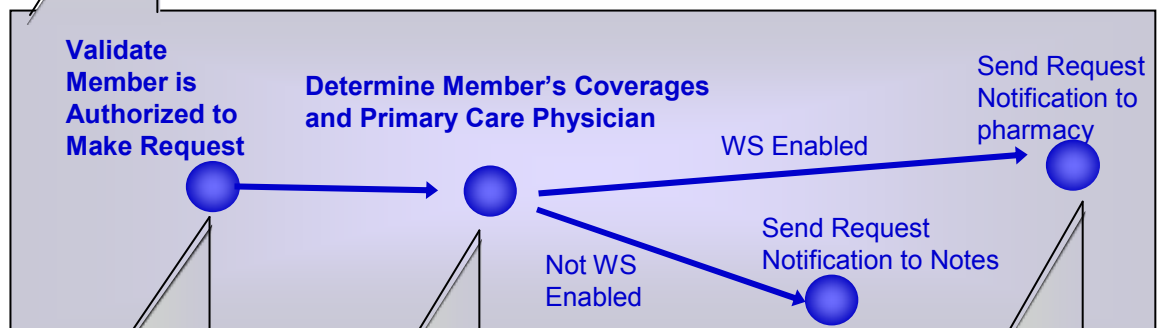 Validate
Member is
Authorized to
Make Request
Determine Member's Coverages
and Primary Care Physician
WS Enabled
Send Request
Notification to
pharmacy
Not WS
Enabled
Send Request
Notification to Notes